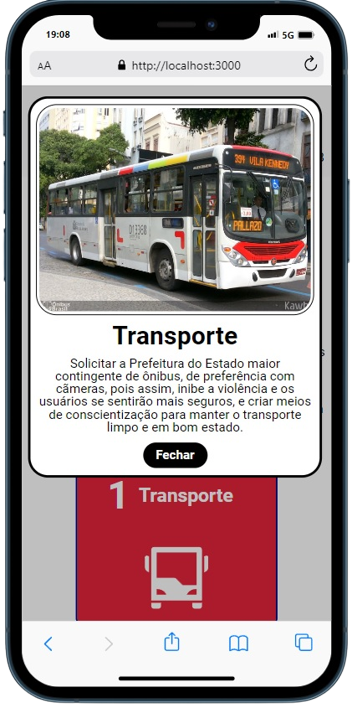 19:08
5G
AA http://localhost:3000
394 VILA KENNEDY
PALLAZO
Transporte
Solicitar a Prefeitura do Estado maior
contingente de ônibus, de preferência com
câmeras, pois assim, inibe a violência e os
usuários se sentirão mais seguros, e criar meios
de conscientização para manter o transporte
limpo e em bom estado.
Fechar
1 Transporte